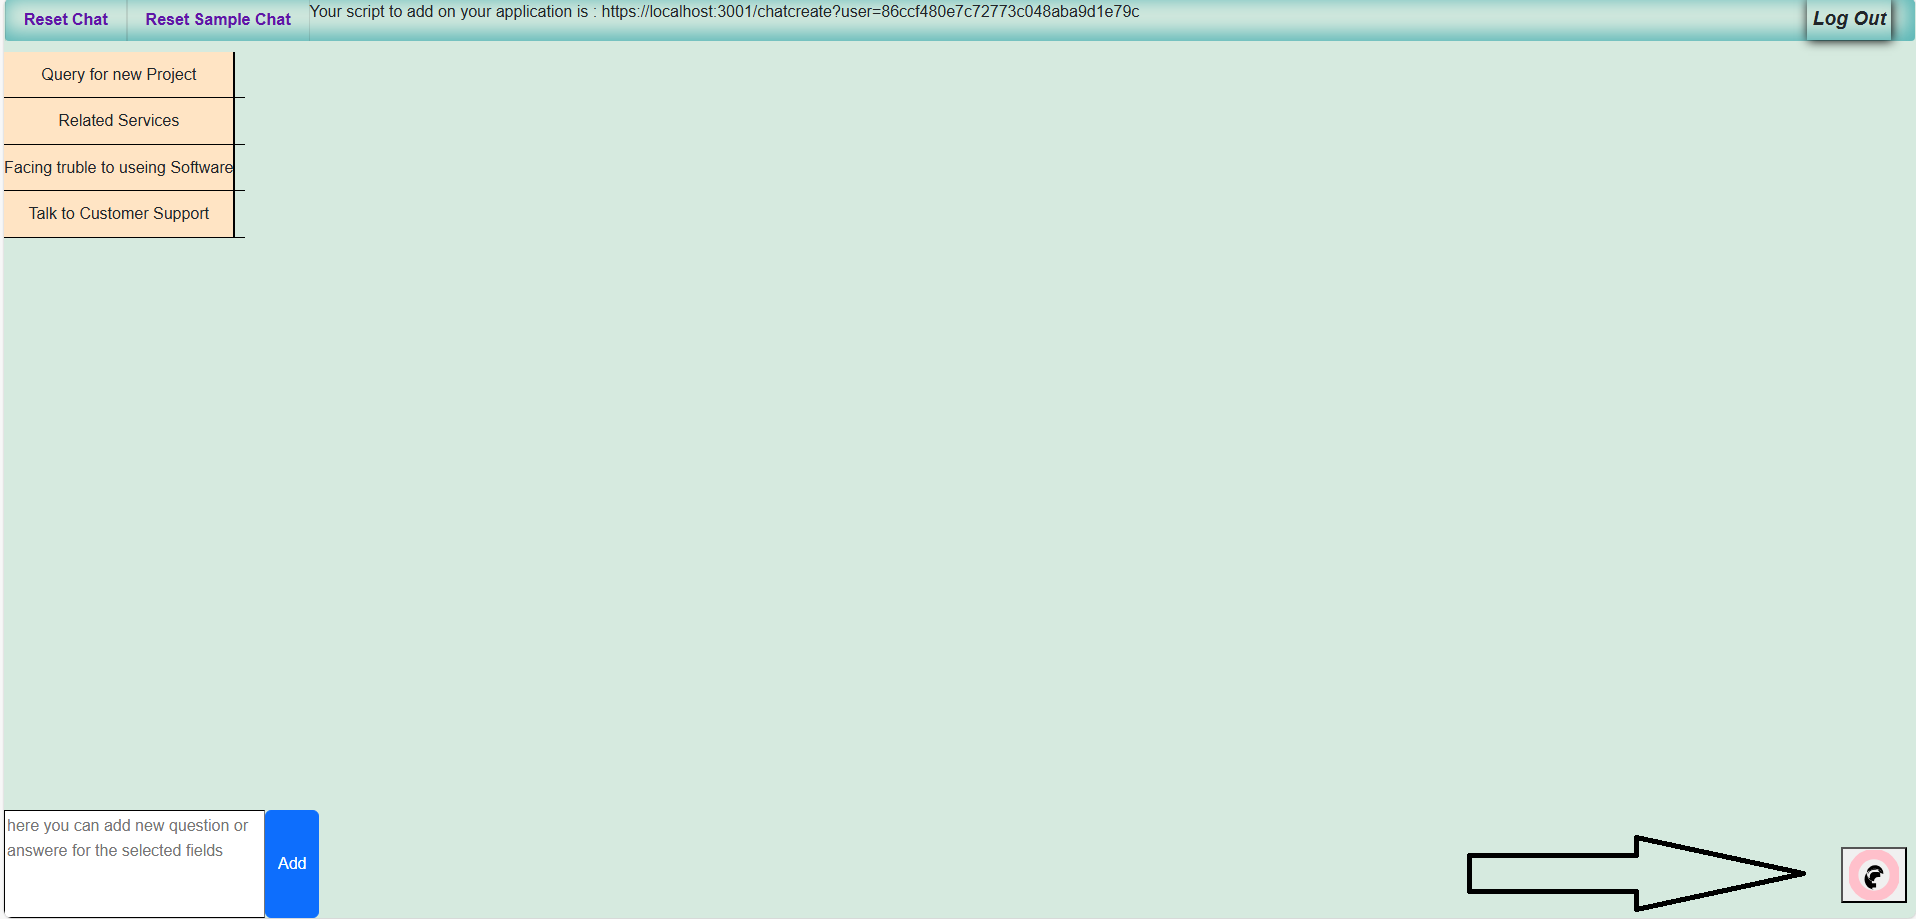 Reset Chat
Reset Sample Chat
Your script to add on your application is : https://localhost:3001/chatcreate?user=86ccf480e7c72773c048aba9d1e79c
Log Out
Query for new Project
Related Services
Facing truble to useing Software
Talk to Customer Support
here you can add new question or
answere for the selected fields
Add